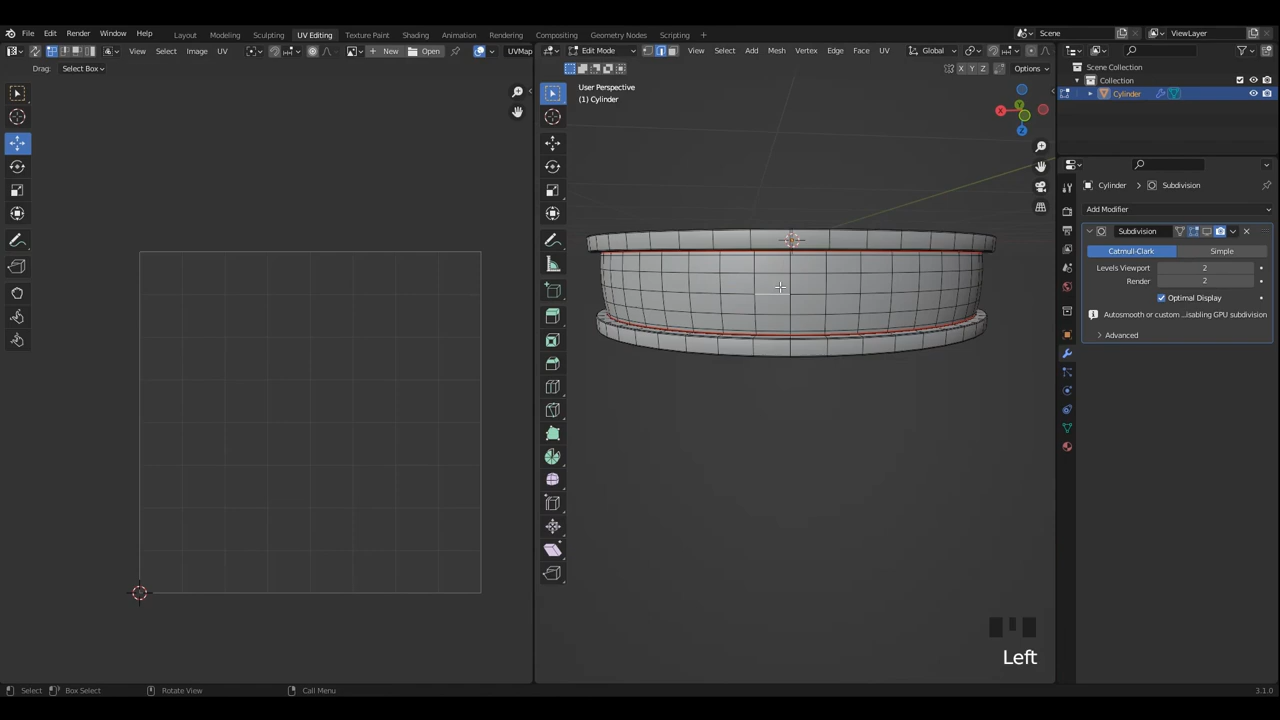 File Edit Render Window Help Layout Modeling Sculpting UV Editing Texture Paint Shading Animation Rendering Compositing Geometry Nodes Scripting Scene ViewLayer
View Select Image UV New Open UVMap Edit Mode View Select Add Mesh Vertex Edge Face UV Global
Drag: Select Box X Y Z Options
Scene Collection
Collection
Cylinder
User Perspective
(1) Cylinder
X Y Z
Cylinder Subdivision
Add Modifier
Subdivision
Catmull-Clark Simple
Levels Viewport 2
Render 2
Optimal Display
Autosmooth or custom ...isabling GPU subdivision
Advanced
Left
Select Box Select Rotate View Call Menu 3.1.0